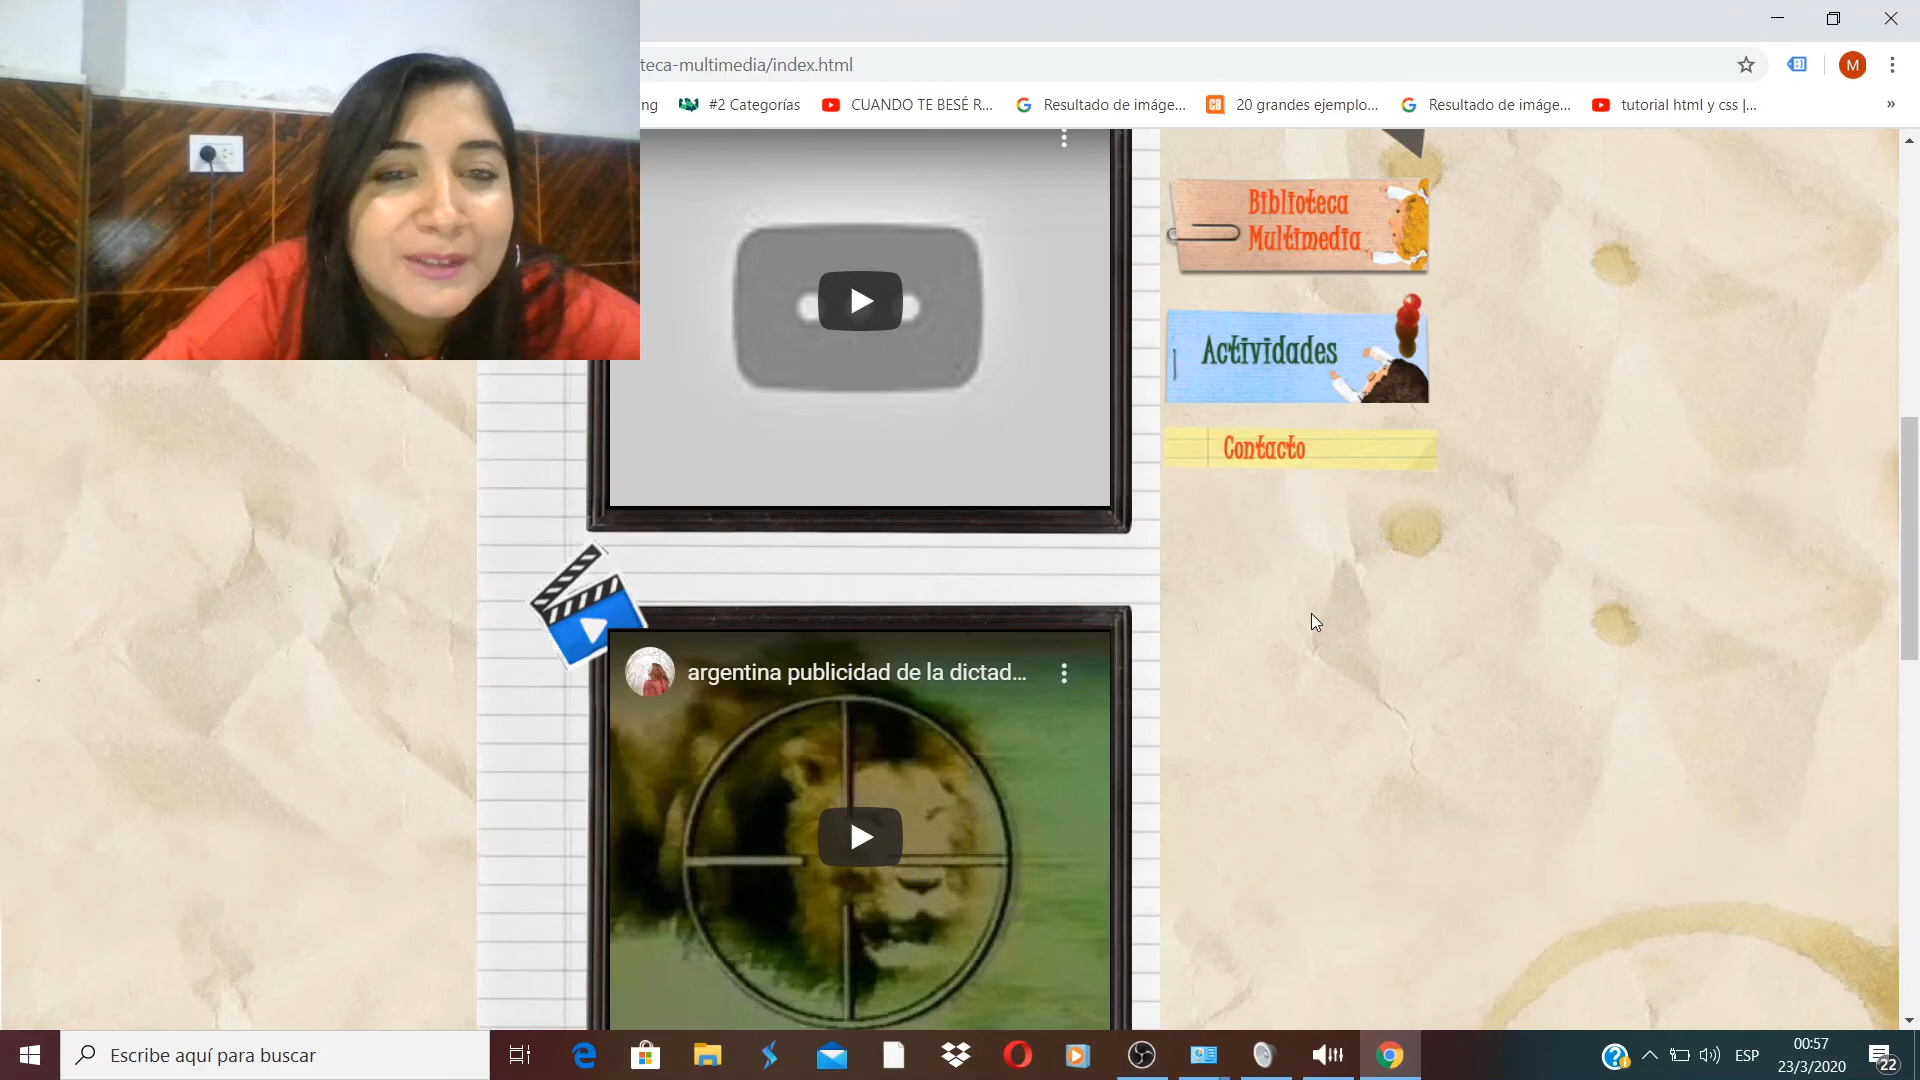 teca-multimedia/index.html
M
ng
#2 Categorías
CUANDO TE BESÉ R...
Resultado de imáge...
20 grandes ejemplo...
Resultado de imáge...
tutorial html y css |...
»
Biblioteca
Multimedia
Actividades
Contacto
argentina publicidad de la dictad...
Escribe aquí para buscar
ESP
00:57
23/3/2020
22